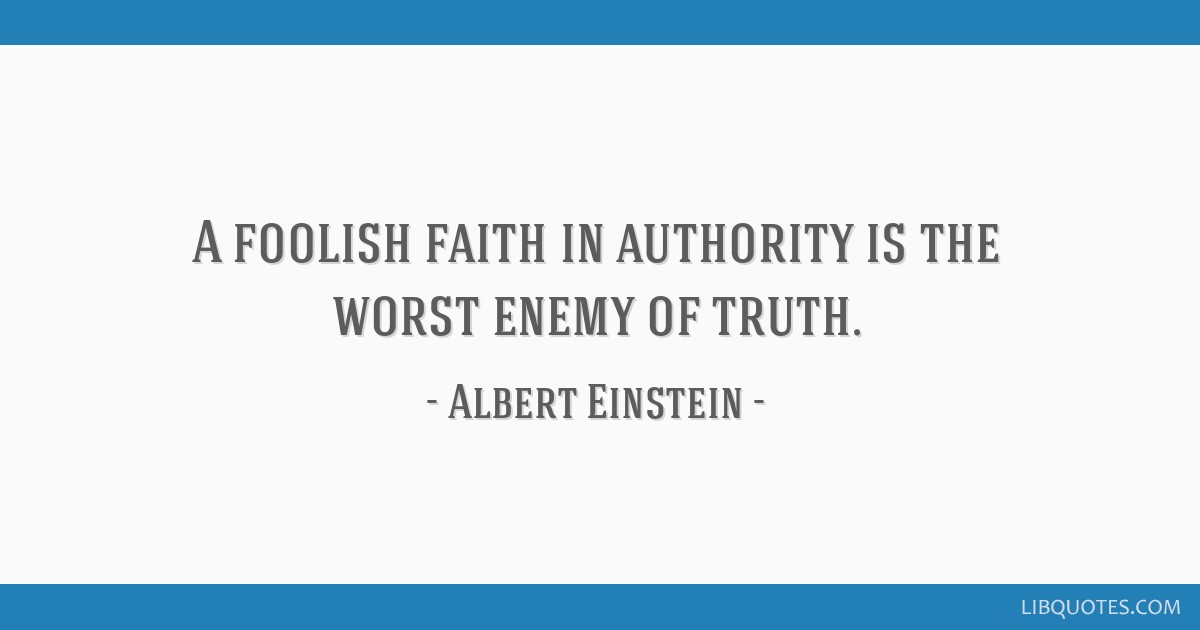 A foolish faith in authority is the
worst enemy of truth.
- Albert Einstein -
LIBQUOTES.COM